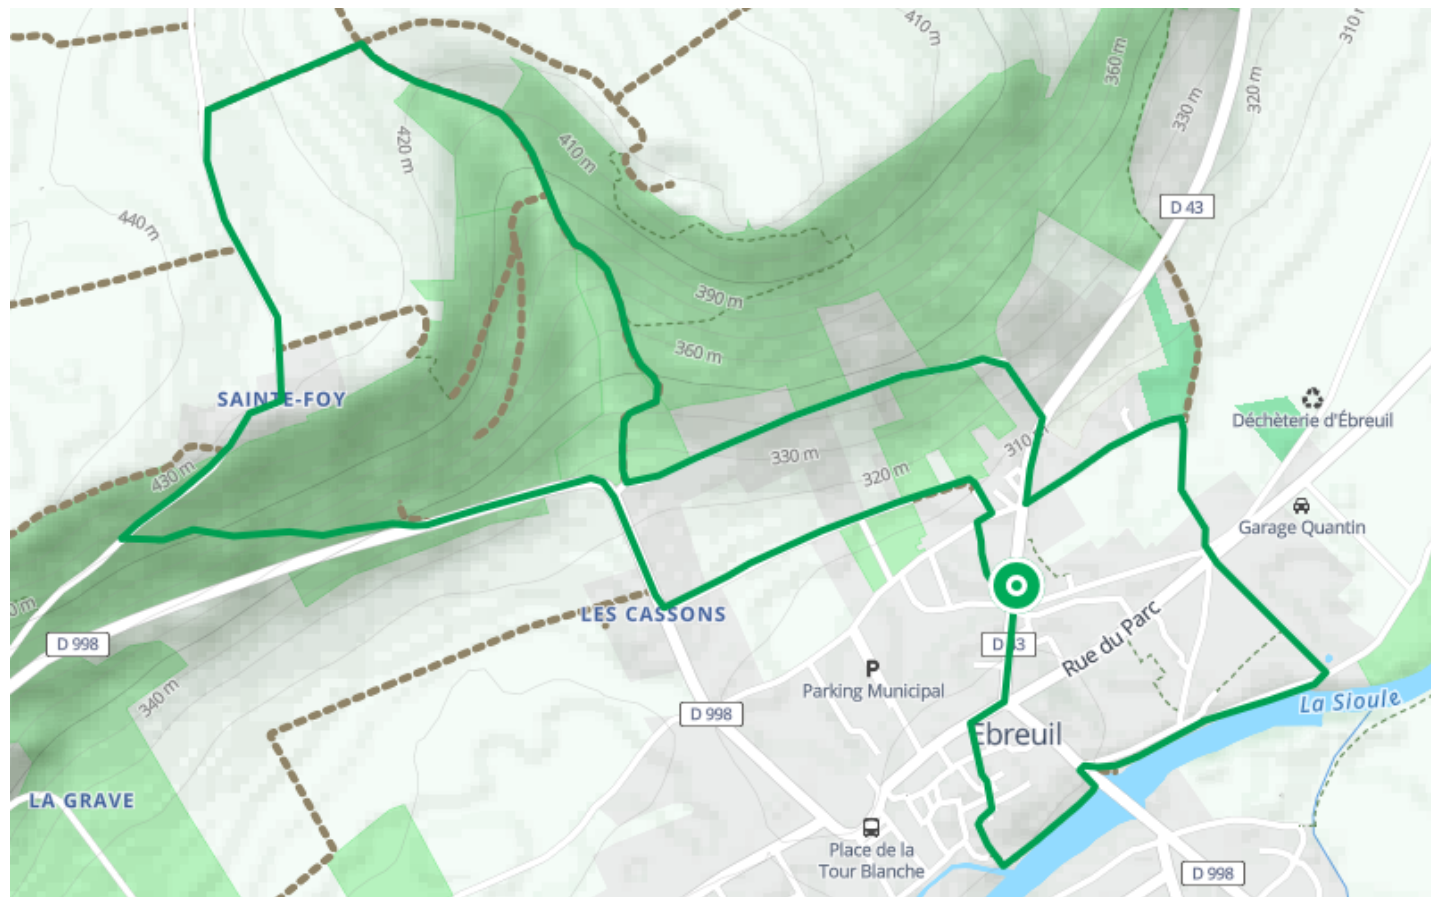 410 m
360 m
320 m
310 m
330 m
420 m
410 m
D 43
440 m
390 m
360 m
SAINTE-FOY
Déchèterie d'Ébreuil
310 m
330 m
320 m
430 m
Garage Quantin
LES CASSONS
D 998
D 43
Rue du Parc
Parking Municipal
340 m
D 998
La Sioule
Ébreuil
LA GRAVE
Place de la
Tour Blanche
D 998